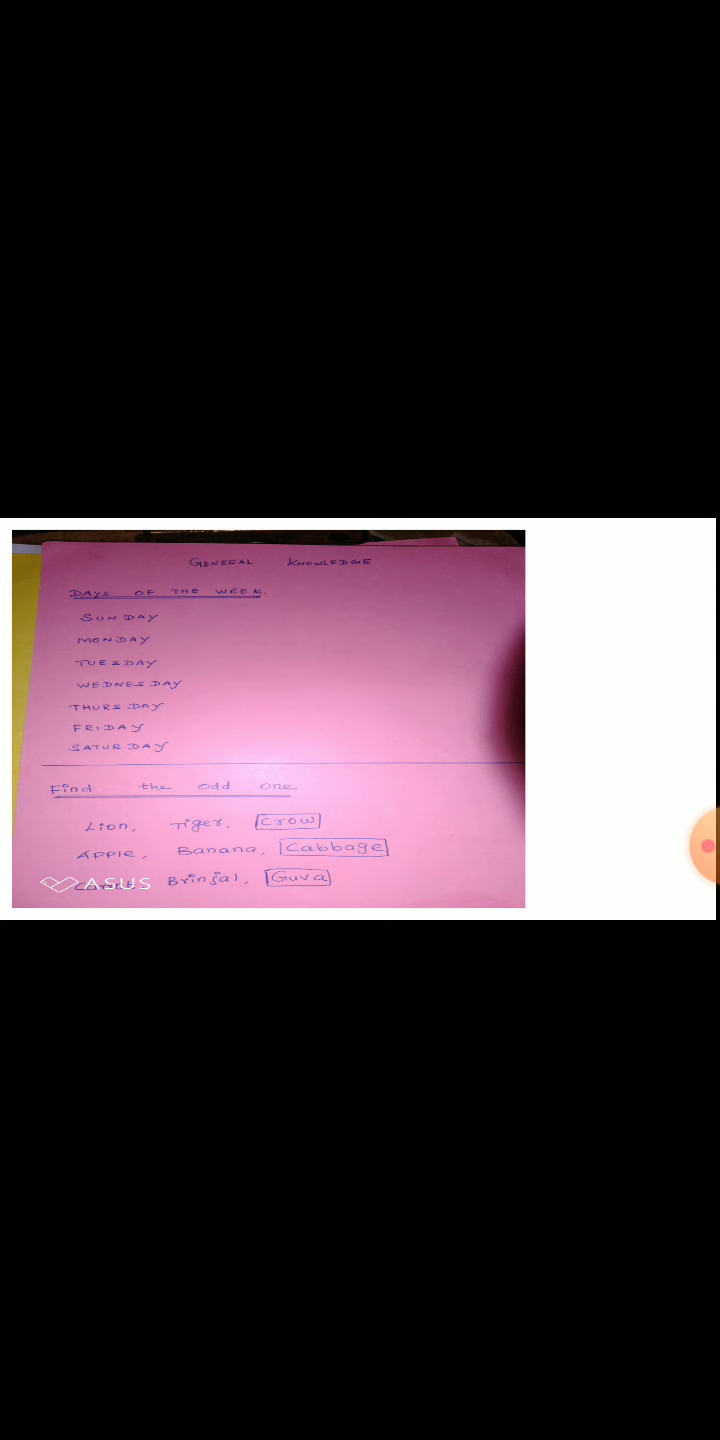 GENERAL KNOWLEDGE
DAYS OF THE WEEK.
SUNDAY
MONDAY
TUESDAY
WEDNESDAY
THURSDAY
FRIDAY
SATURDAY
Find the odd one
Lion, Tiger, Crow
Apple, Banana, Cabbage
Brinjal, Guva
ASUS